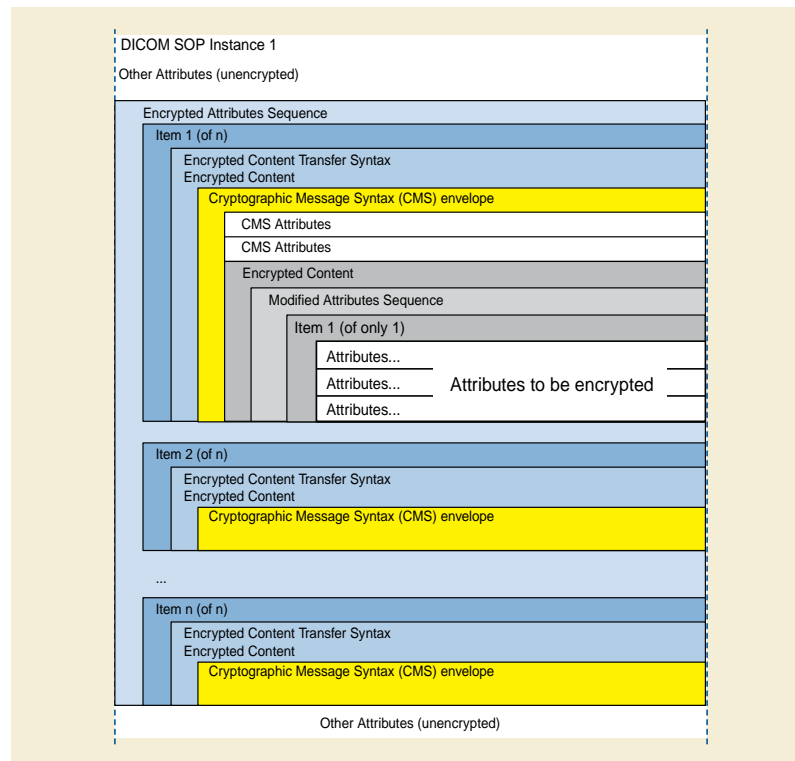 DICOM SOP Instance 1
Other Attributes (unencrypted)
Encrypted Attributes Sequence
Item 1 (of n)
Encrypted Content Transfer Syntax
Encrypted Content
Cryptographic Message Syntax (CMS) envelope
CMS Attributes
CMS Attributes
Encrypted Content
Modified Attributes Sequence
Item 1 (of only 1)
Attributes...
Attributes... Attributes to be encrypted
Attributes...
Item 2 (of n)
Encrypted Content Transfer Syntax
Encrypted Content
Cryptographic Message Syntax (CMS) envelope
...
Item n (of n)
Encrypted Content Transfer Syntax
Encrypted Content
Cryptographic Message Syntax (CMS) envelope
Other Attributes (unencrypted)